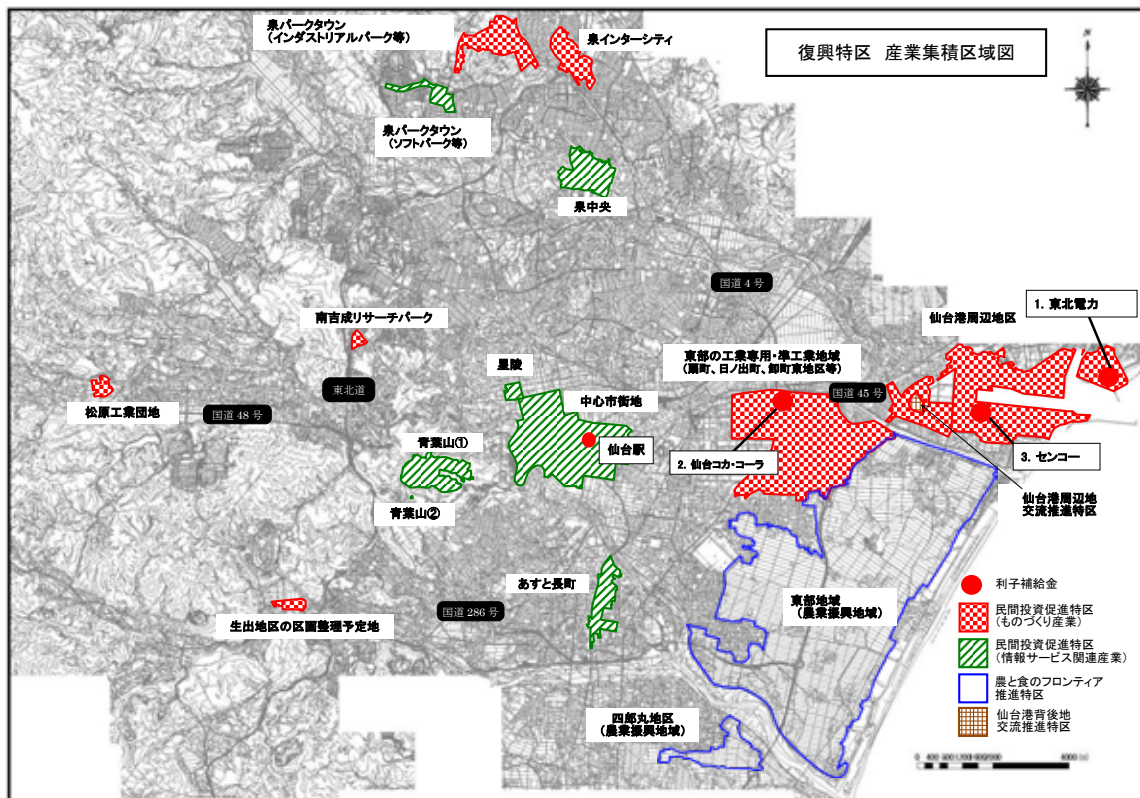 復興特区 産業集積区域図
N
泉パークタウン
(インダストリアルパーク等)
泉インターシティ
泉パークタウン
(ソフトパーク等)
泉中央
国道4号
南吉成リサーチパーク
東北道
松原工業団地
国道48号
星陵
中心市街地
仙台駅
青葉山①
青葉山②
東部の工業専用・準工業地域
(扇町、日ノ出町、卸町東地区等)
国道45号
仙台港周辺地区
1. 東北電力
2. 仙台コカ・コーラ
3. センコー
仙台港周辺地
交流推進特区
あすと長町
国道286号
生出地区の区画整理予定地
東部地域
(農業振興地域)
四郎丸地区
(農業振興地域)
利子補給金
民間投資促進特区
(ものづくり産業)
民間投資促進特区
(情報サービス関連産業)
農と食のフロンティア
推進特区
仙台港背後地
交流推進特区
0 400 800 1,200 1,600 2,000 4000 (m)